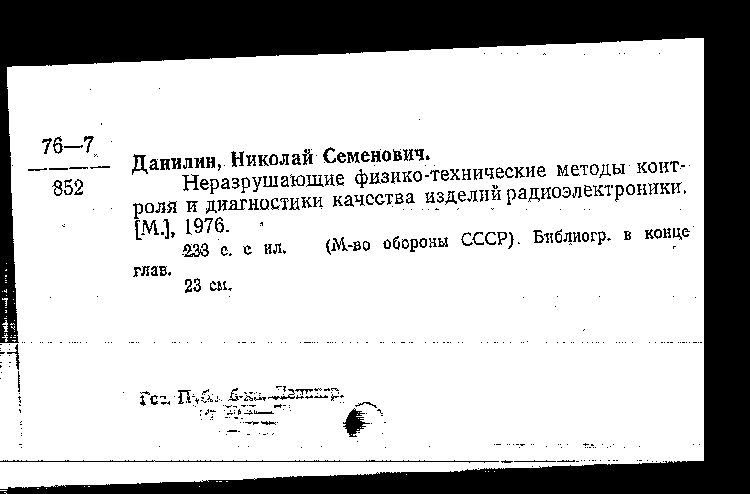 76—7
852
Данилин, Николай Семенович.
Неразрушающие физико-технические методы конт-
роля и диагностики качества изделий радиоэлектроники.
[М.], 1976.
233 с. с ил. (М-во обороны СССР). Библиогр. в конце
глав.
23 см.
Гос.